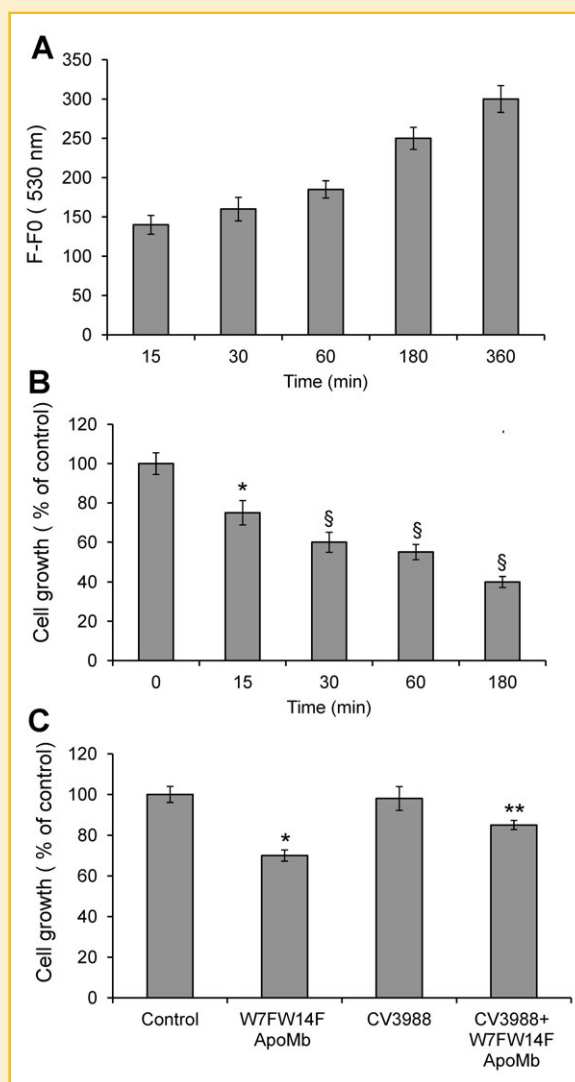 A
350
300
250
200
150
100
50
0
F-F0 ( 530 nm)
15 30 60 180 360
Time (min)
B
120
100
80
60
40
20
0
Cell growth ( % of control)
* § § §
0 15 30 60 180
Time (min)
C
120
100
80
60
40
20
0
Cell growth ( % of control)
* **
Control W7FW14F CV3988 CV3988+
ApoMb W7FW14F
ApoMb